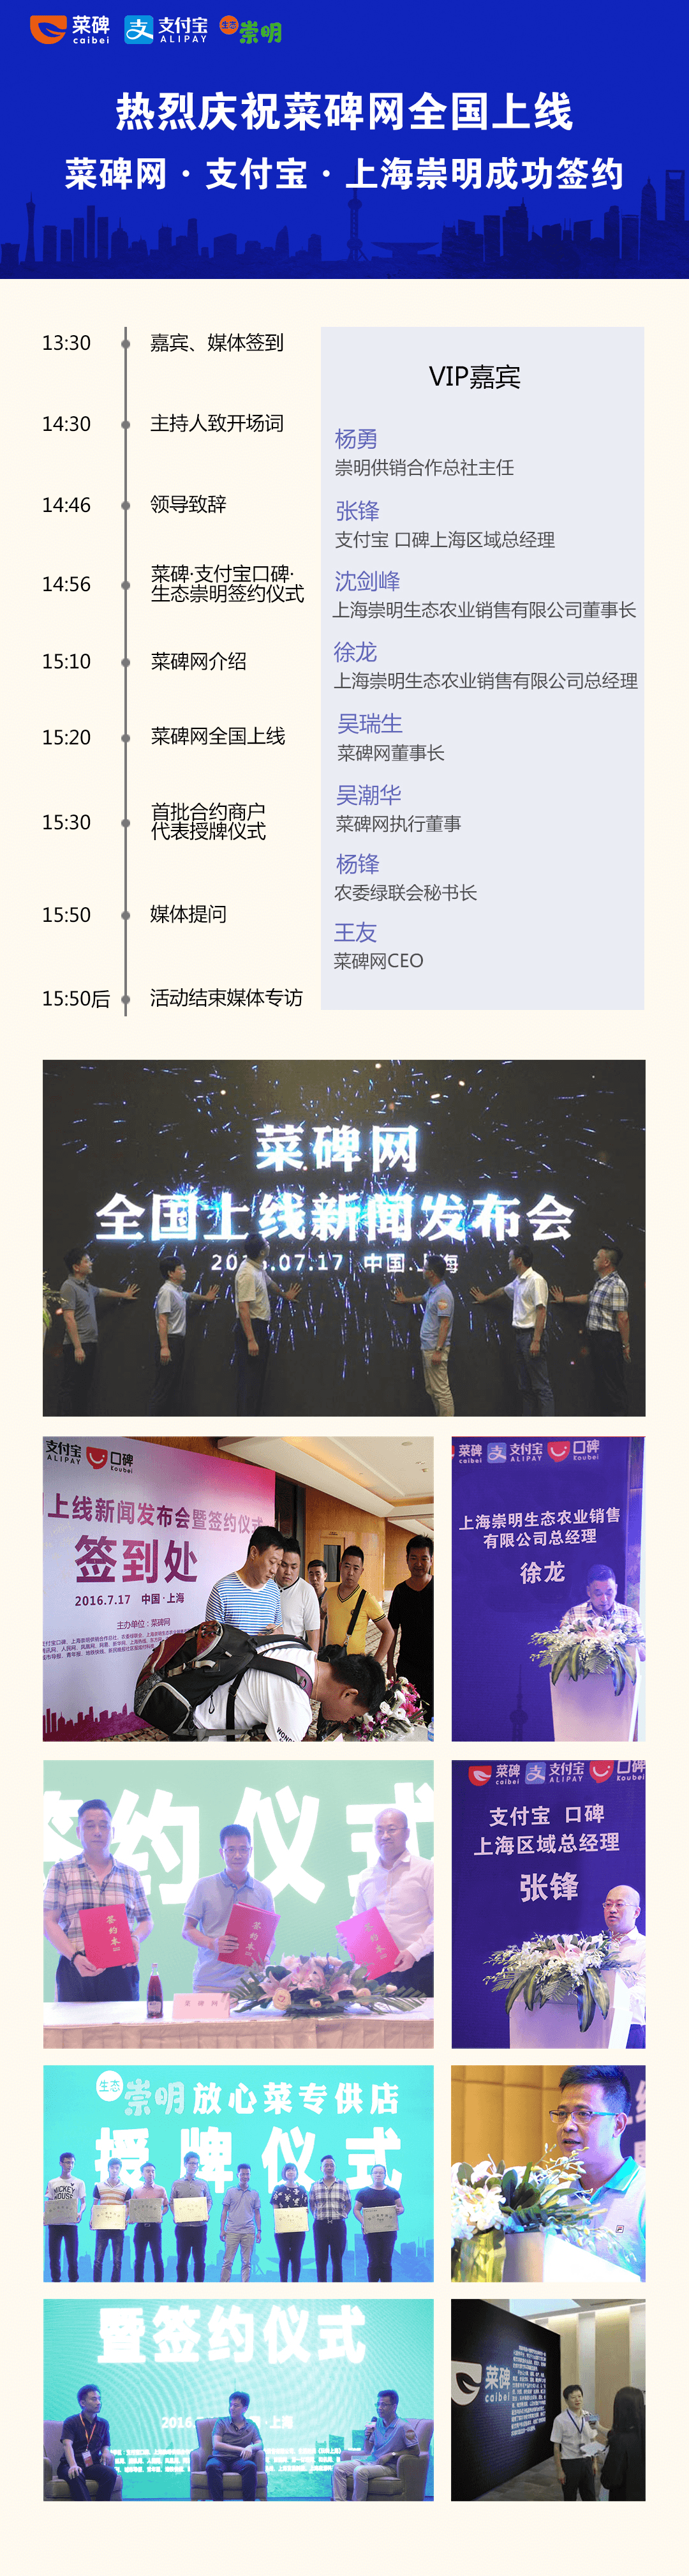 菜碑
caibei
支
支付宝
ALIPAY
生态
崇明
热烈庆祝菜碑网全国上线
菜碑网·支付宝·上海崇明成功签约
13:30
嘉宾、媒体签到
14:30
主持人致开场词
14:46
领导致辞
14:56
菜碑·支付宝口碑·
生态崇明签约仪式
15:10
菜碑网介绍
15:20
菜碑网全国上线
15:30
首批合约商户
代表授牌仪式
15:50
媒体提问
15:50后
活动结束媒体专访
VIP嘉宾
杨勇
崇明供销合作总社主任
张锋
支付宝 口碑上海区域总经理
沈剑峰
上海崇明生态农业销售有限公司董事长
徐龙
上海崇明生态农业销售有限公司总经理
吴瑞生
菜碑网董事长
吴潮华
菜碑网执行董事
杨锋
农委绿联会秘书长
王友
菜碑网CEO
菜碑网
全国上线新闻发布会
07.17 中国
支付宝
ALIPAY
口碑
Koubei
上线新闻发布会暨签约仪式
签到处
2016.7.17 中国·上海
主办单位：菜碑网
菜碑
caibei
支
支付宝
ALIPAY
口碑
Koubei
上海崇明生态农业销售
有限公司总经理
徐龙
签约仪式
签约本
签约本
签约本
菜碑网
菜碑
caibei
支
支付宝
ALIPAY
口碑
Koubei
支付宝 口碑
上海区域总经理
张锋
生态
崇明 放心菜专供店
授牌仪式
MICKEY
暨签约仪式
2016
上海
菜碑
caibei